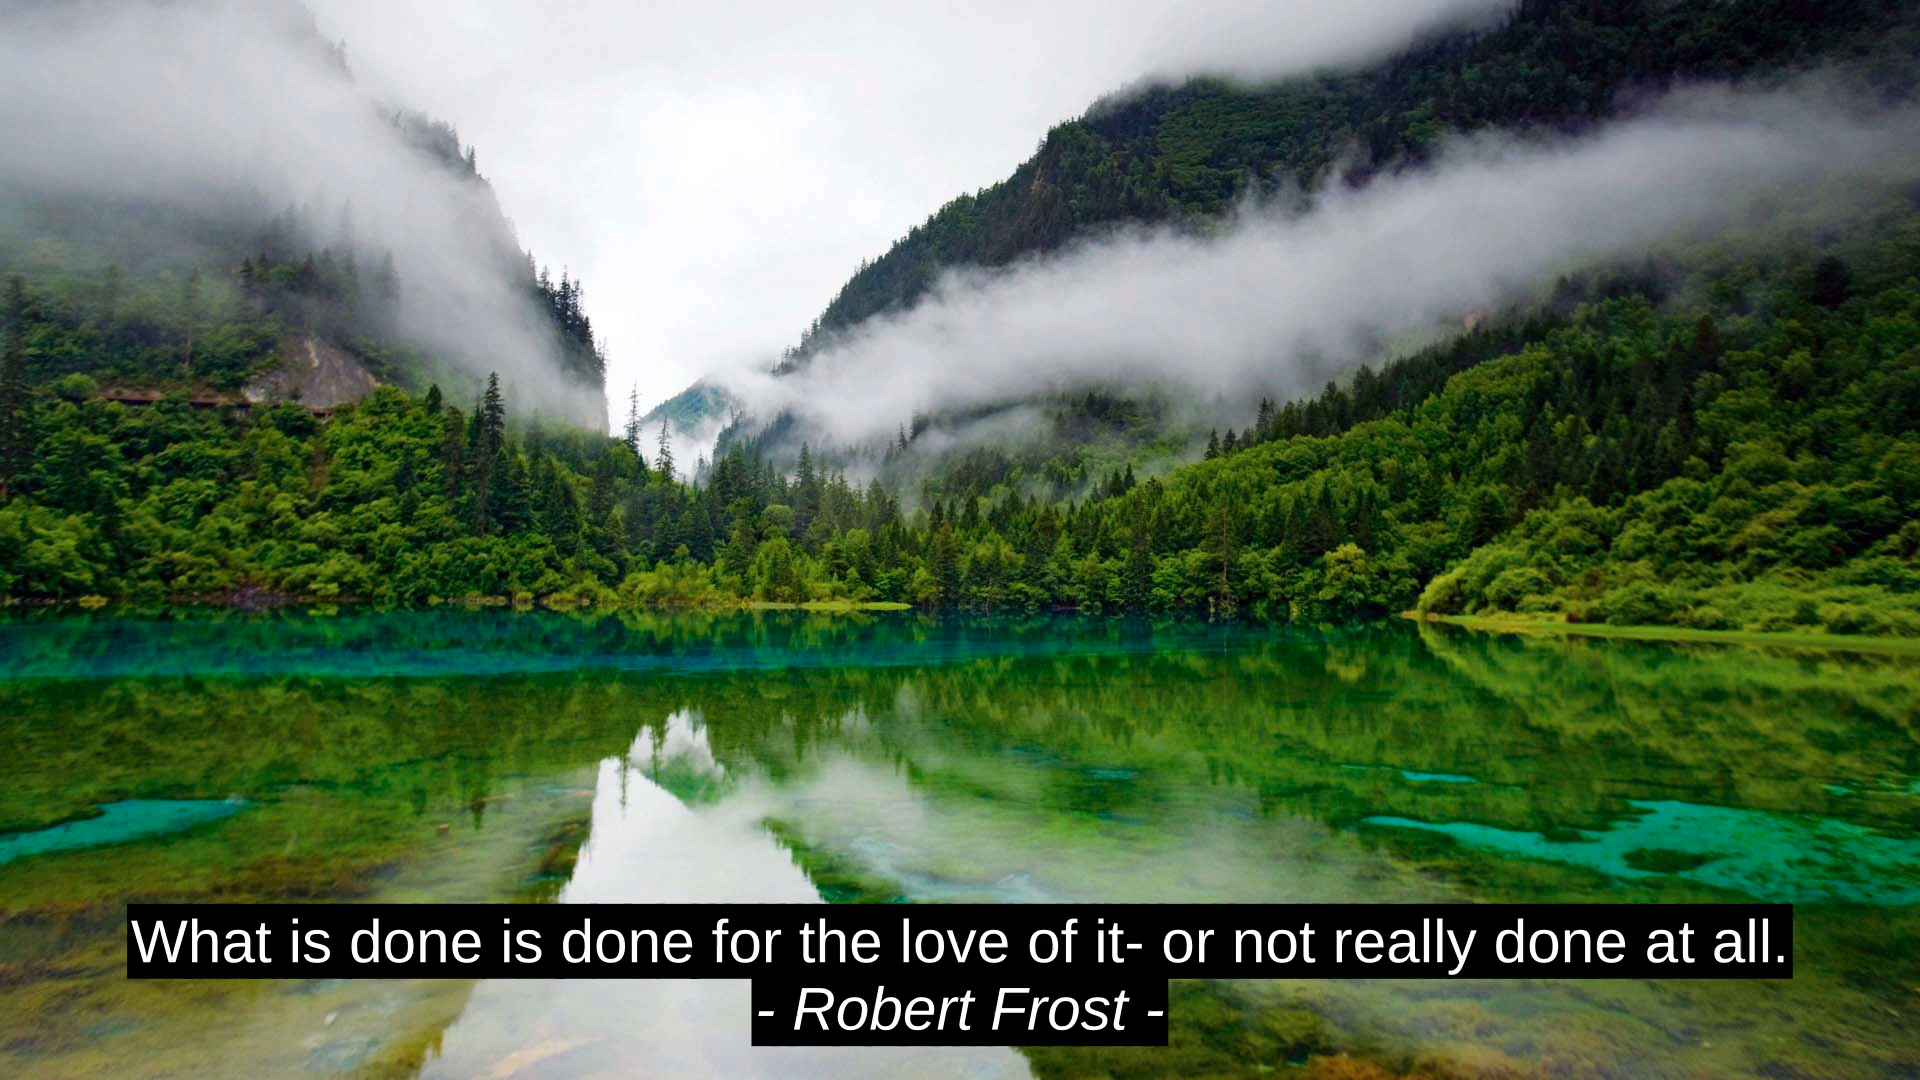 What is done is done for the love of it- or not really done at all.
- Robert Frost -